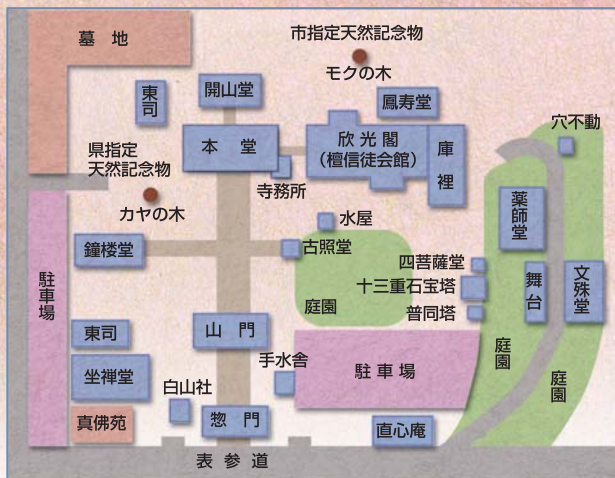 墓地
市指定天然記念物
モクの木
東司
開山堂
鳳寿堂
穴不動
本堂
欣光閣
(檀信徒会館)
庫裡
県指定
天然記念物
カヤの木
寺務所
薬師堂
水屋
鐘楼堂
古照堂
四菩薩堂
十三重石宝塔
普同塔
舞台
文殊堂
庭園
駐車場
東司
山門
手水舎
駐車場
庭園
庭園
坐禅堂
白山社
真佛苑
惣門
直心庵
表参道